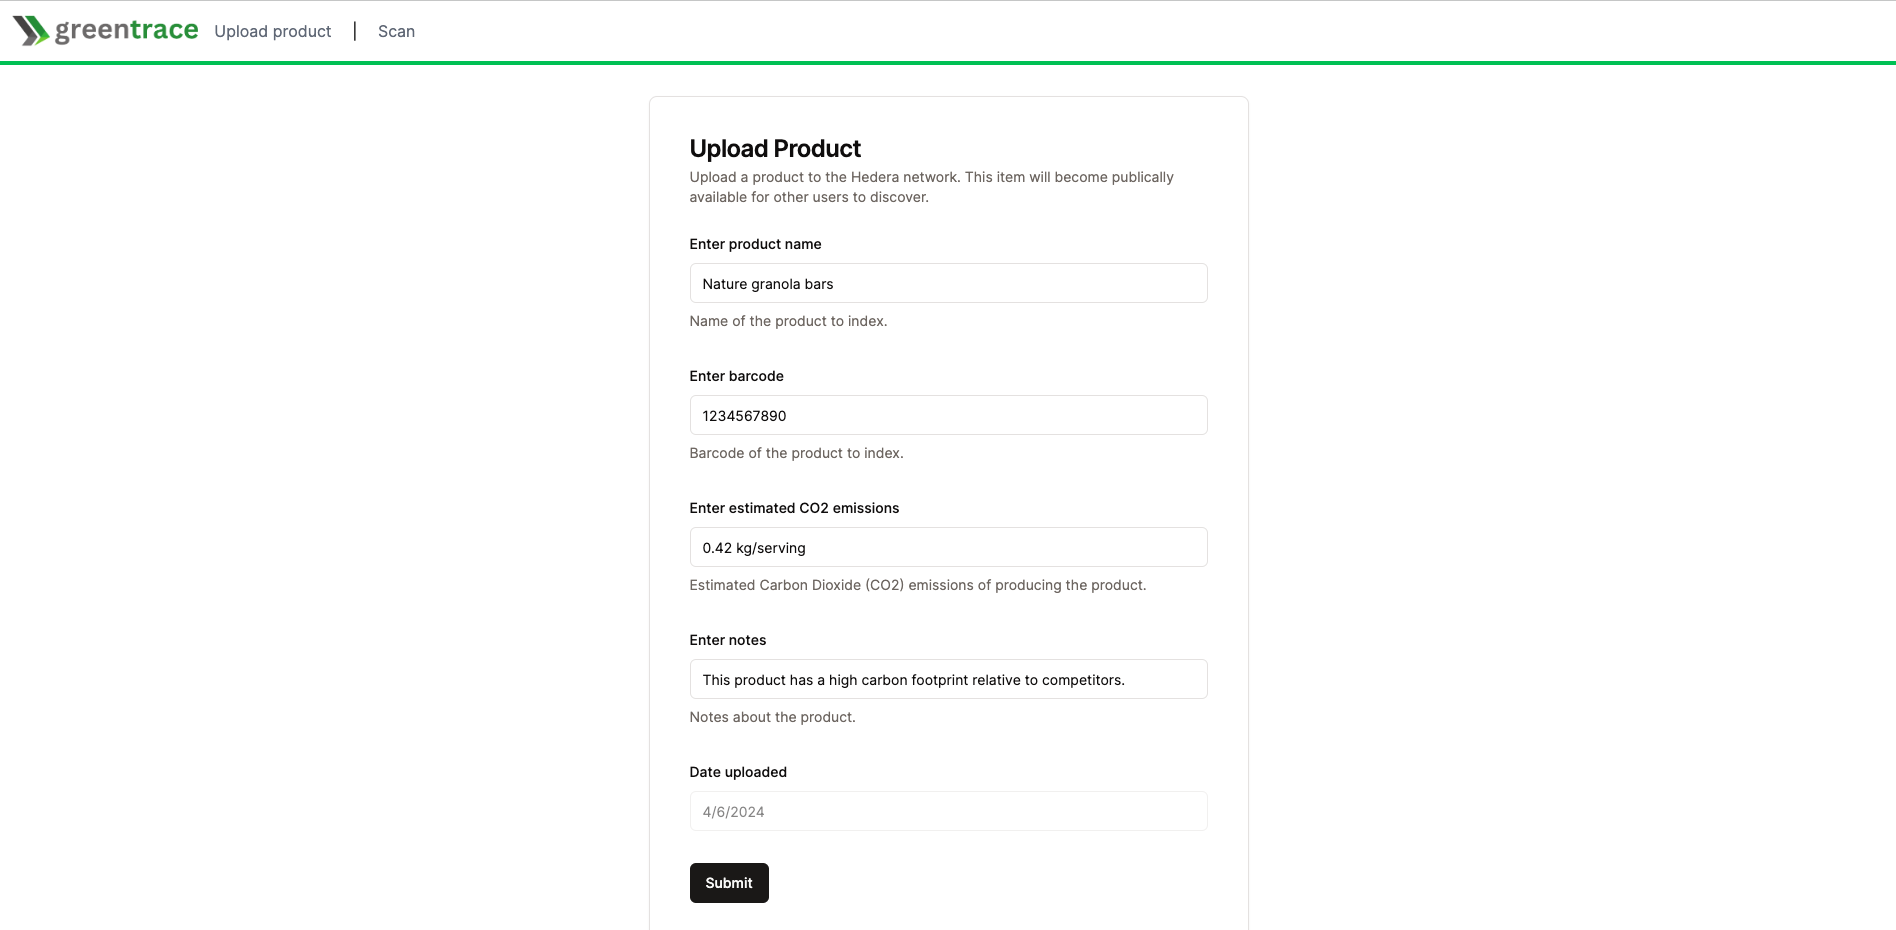 greentrace Upload product | Scan
Upload Product
Upload a product to the Hedera network. This item will become publically
available for other users to discover.
Enter product name
Nature granola bars
Name of the product to index.
Enter barcode
1234567890
Barcode of the product to index.
Enter estimated CO2 emissions
0.42 kg/serving
Estimated Carbon Dioxide (CO2) emissions of producing the product.
Enter notes
This product has a high carbon footprint relative to competitors.
Notes about the product.
Date uploaded
4/6/2024
Submit